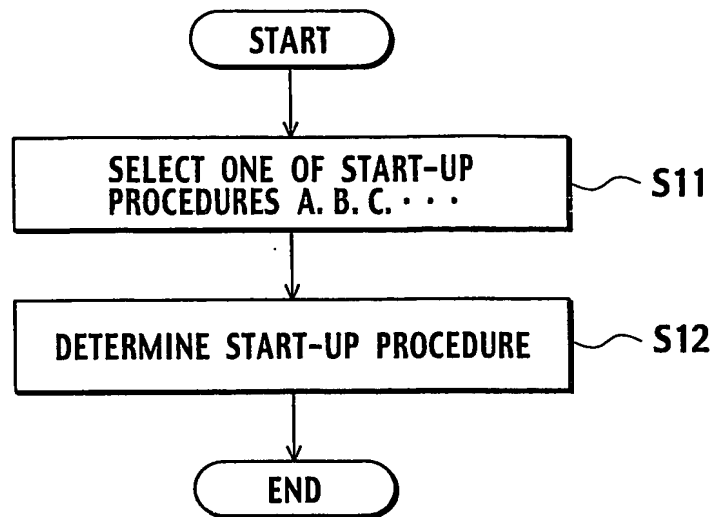 START
SELECT ONE OF START-UP
PROCEDURES A. B. C. · · ·
S11
DETERMINE START-UP PROCEDURE
S12
END